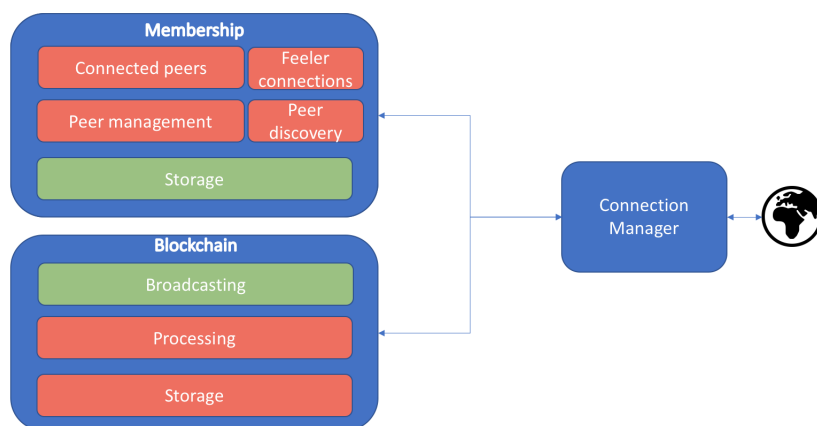 Membership
Connected peers
Feeler
connections
Peer management
Peer
discovery
Storage
Blockchain
Broadcasting
Processing
Storage
Connection
Manager